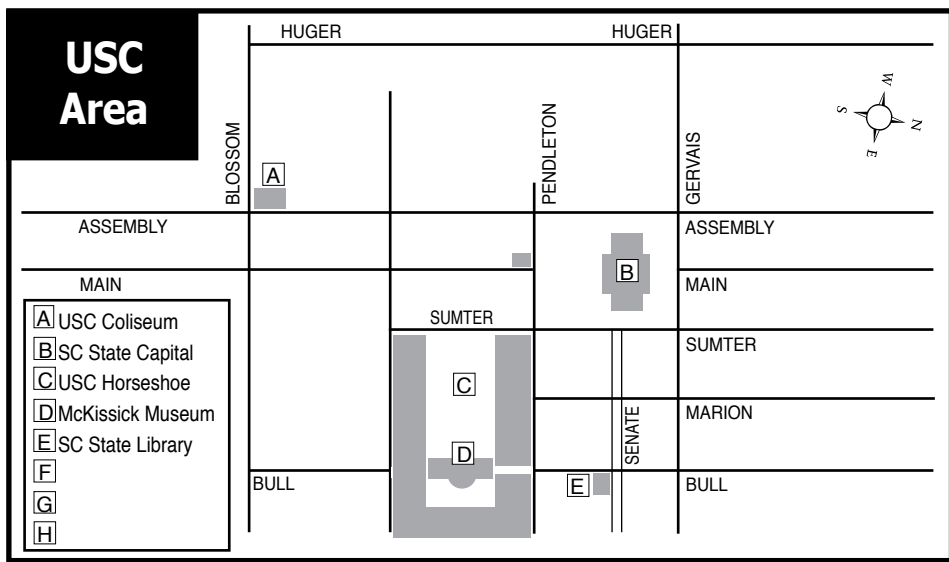 USC
Area
HUGER
HUGER
BLOSSOM
PENDLETON
GERVAIS
W
S
N
E
A
ASSEMBLY
ASSEMBLY
B
MAIN
MAIN
A USC Coliseum
B SC State Capital
C USC Horseshoe
D McKissick Museum
E SC State Library
F
G
H
SUMTER
SUMTER
C
MARION
SENATE
D
BULL
E
BULL